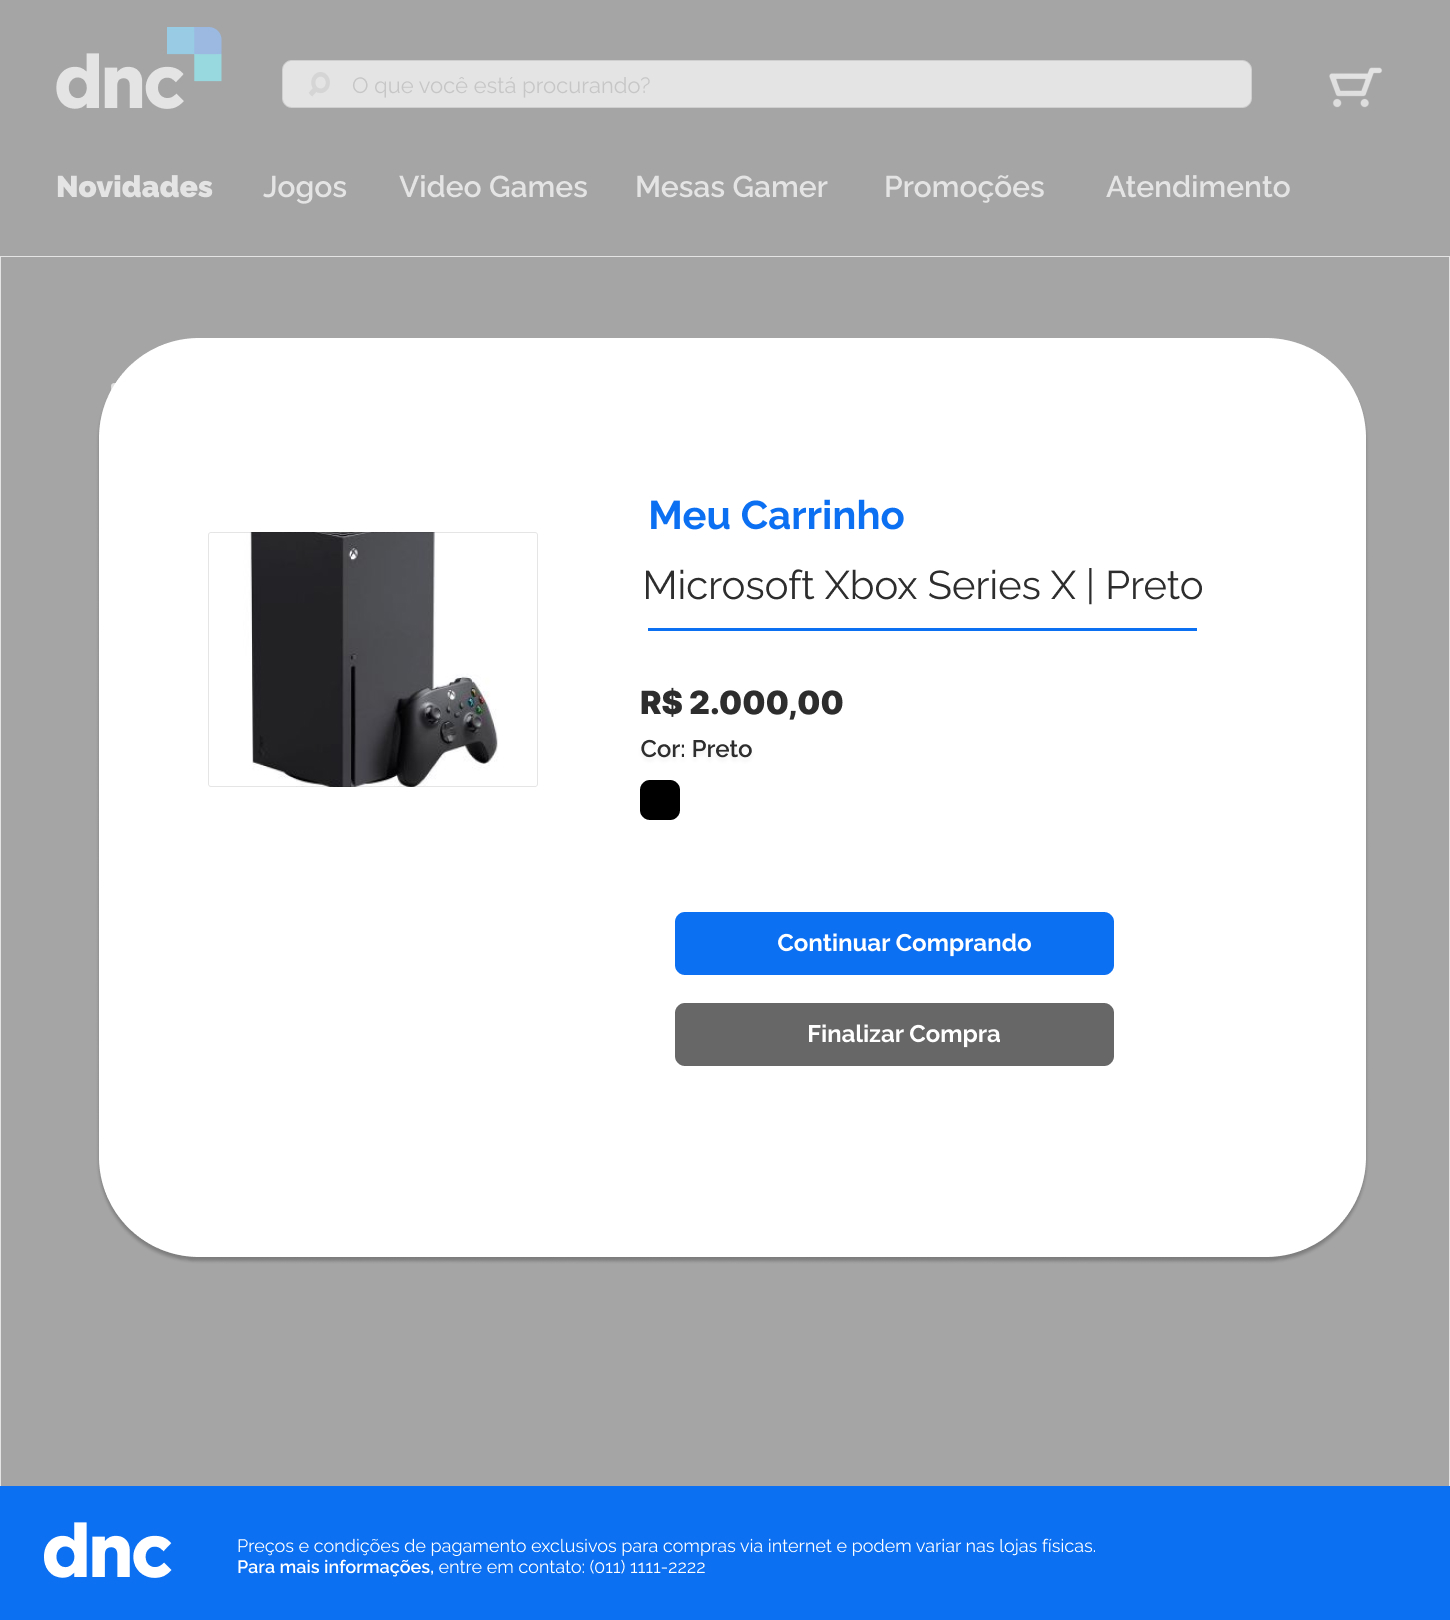 dnc
O que você está procurando?
Novidades Jogos Video Games Mesas Gamer Promoções Atendimento
Meu Carrinho
Microsoft Xbox Series X | Preto
R$ 2.000,00
Cor: Preto
Continuar Comprando
Finalizar Compra
dnc
Preços e condições de pagamento exclusivos para compras via internet e podem variar nas lojas físicas.
Para mais informações, entre em contato: (011) 1111-2222